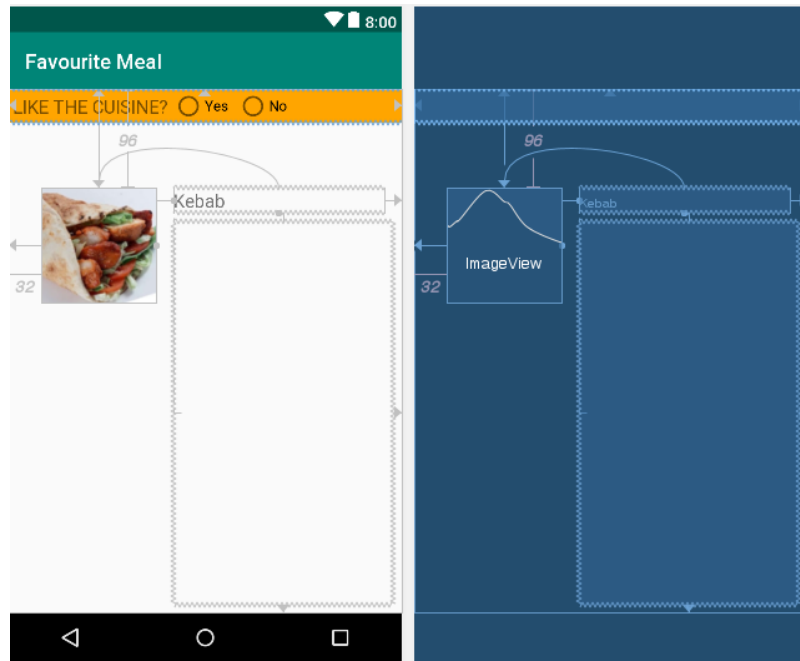 8:00
Favourite Meal
LIKE THE CUISINE? Yes No
96
Kebab
32
96
Kebab
ImageView
32